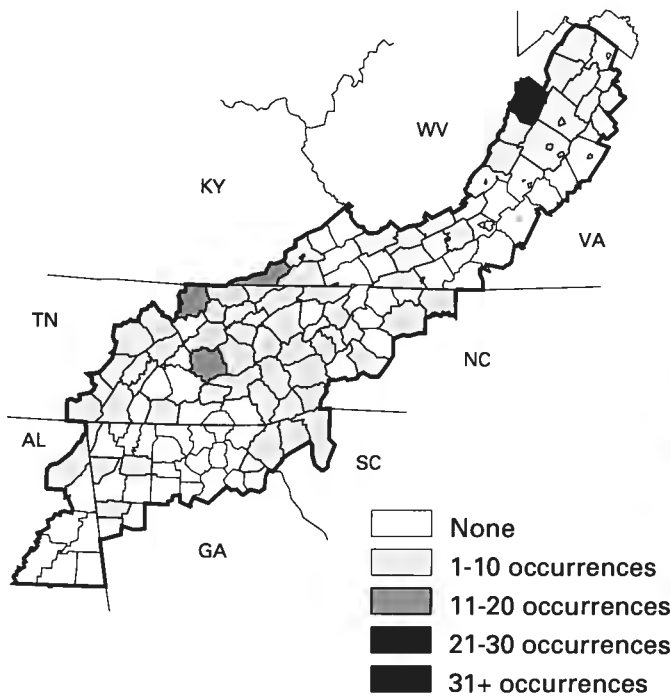 WV
KY
VA
TN
NC
AL
SC
GA
None
1-10 occurrences
11-20 occurrences
21-30 occurrences
31+ occurrences